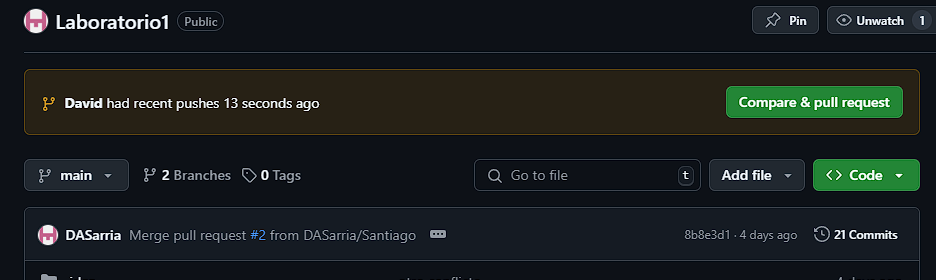 Laboratorio1 Public Pin Unwatch 1
David had recent pushes 13 seconds ago Compare & pull request
main 2 Branches 0 Tags Go to file t Add file Code
DASarria Merge pull request #2 from DASarria/Santiago 8b8e3d1 · 4 days ago 21 Commits